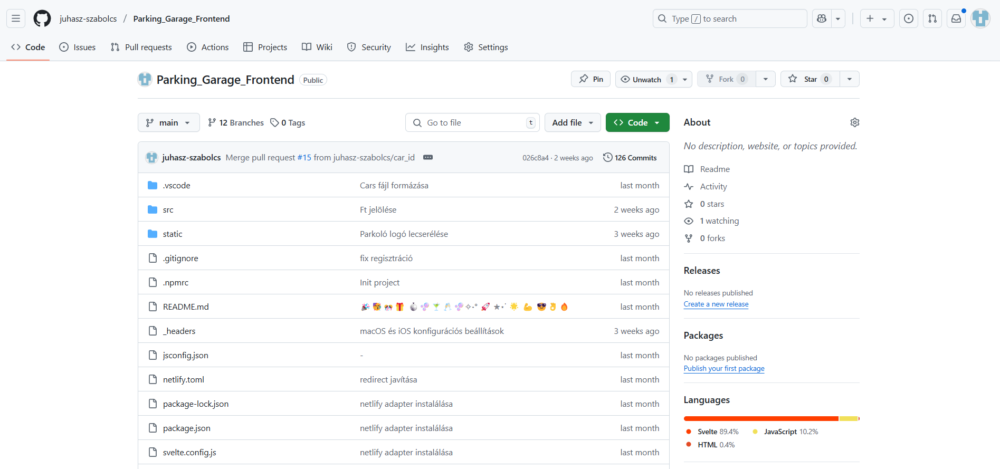 juhasz-szabolcs / Parking_Garage_Frontend
Type / to search
Code Issues Pull requests Actions Projects Wiki Security Insights Settings
Parking_Garage_Frontend Public
Pin Unwatch 1 Fork 0 Star 0
main 12 Branches 0 Tags Go to file t Add file Code
juhasz-szabolcs Merge pull request #15 from juhasz-szabolcs/car_id 026c8a4 · 2 weeks ago 126 Commits
.vscode Cars fájl formázása last month
src Ft jelölése 2 weeks ago
static Parkoló logó lecserélése 3 weeks ago
.gitignore fix regisztráció last month
.npmrc Init project last month
README.md last month
_headers macOS és iOS konfigurációs beállítások 3 weeks ago
jsconfig.json - last month
netlify.toml redirect javítása last month
package-lock.json netlify adapter instalálása last month
package.json netlify adapter instalálása last month
svelte.config.js netlify adapter instalálása last month
About
No description, website, or topics provided.
Readme
Activity
0 stars
1 watching
0 forks
Releases
No releases published
Create a new release
Packages
No packages published
Publish your first package
Languages
Svelte 89.4% JavaScript 10.2%
HTML 0.4%